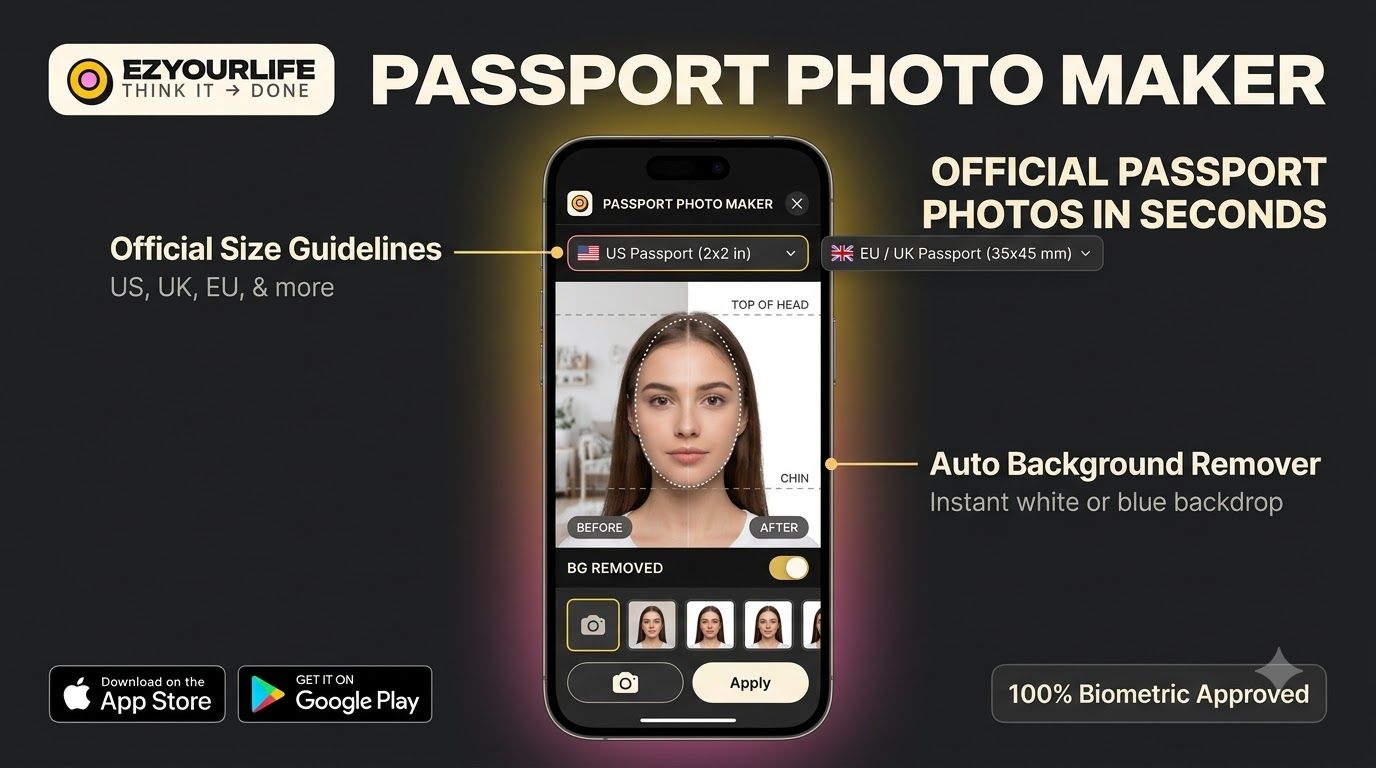 EZYOURLIFE
THINK IT → DONE
PASSPORT PHOTO MAKER
OFFICIAL PASSPORT
PHOTOS IN SECONDS
PASSPORT PHOTO MAKER
Official Size Guidelines
US, UK, EU, & more
US Passport (2x2 in)
EU / UK Passport (35x45 mm)
TOP OF HEAD
CHIN
BEFORE
AFTER
Auto Background Remover
Instant white or blue backdrop
BG REMOVED
Apply
Download on the
App Store
GET IT ON
Google Play
100% Biometric Approved